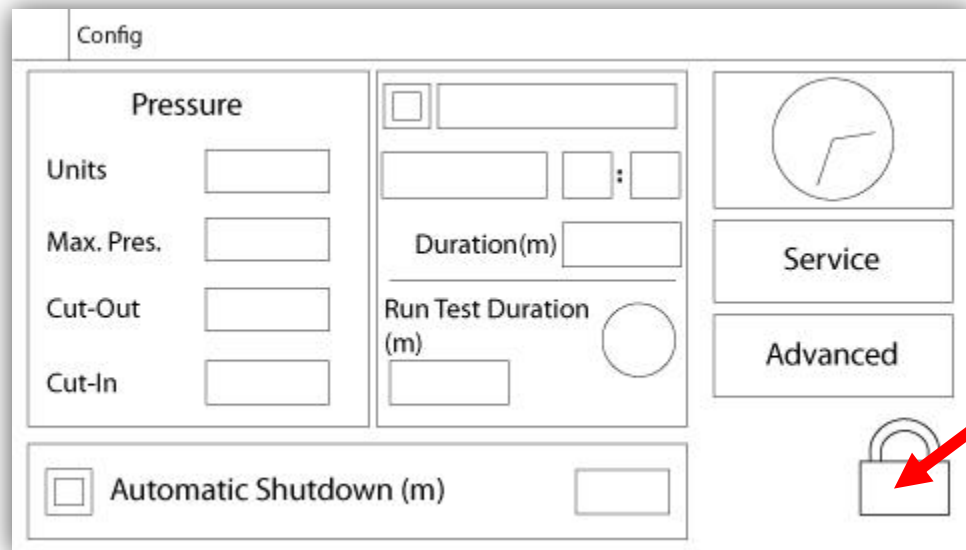 Config
Pressure
Units
Max. Pres.
Cut-Out
Cut-In
:
Duration(m)
Run Test Duration
(m)
Service
Advanced
Automatic Shutdown (m)